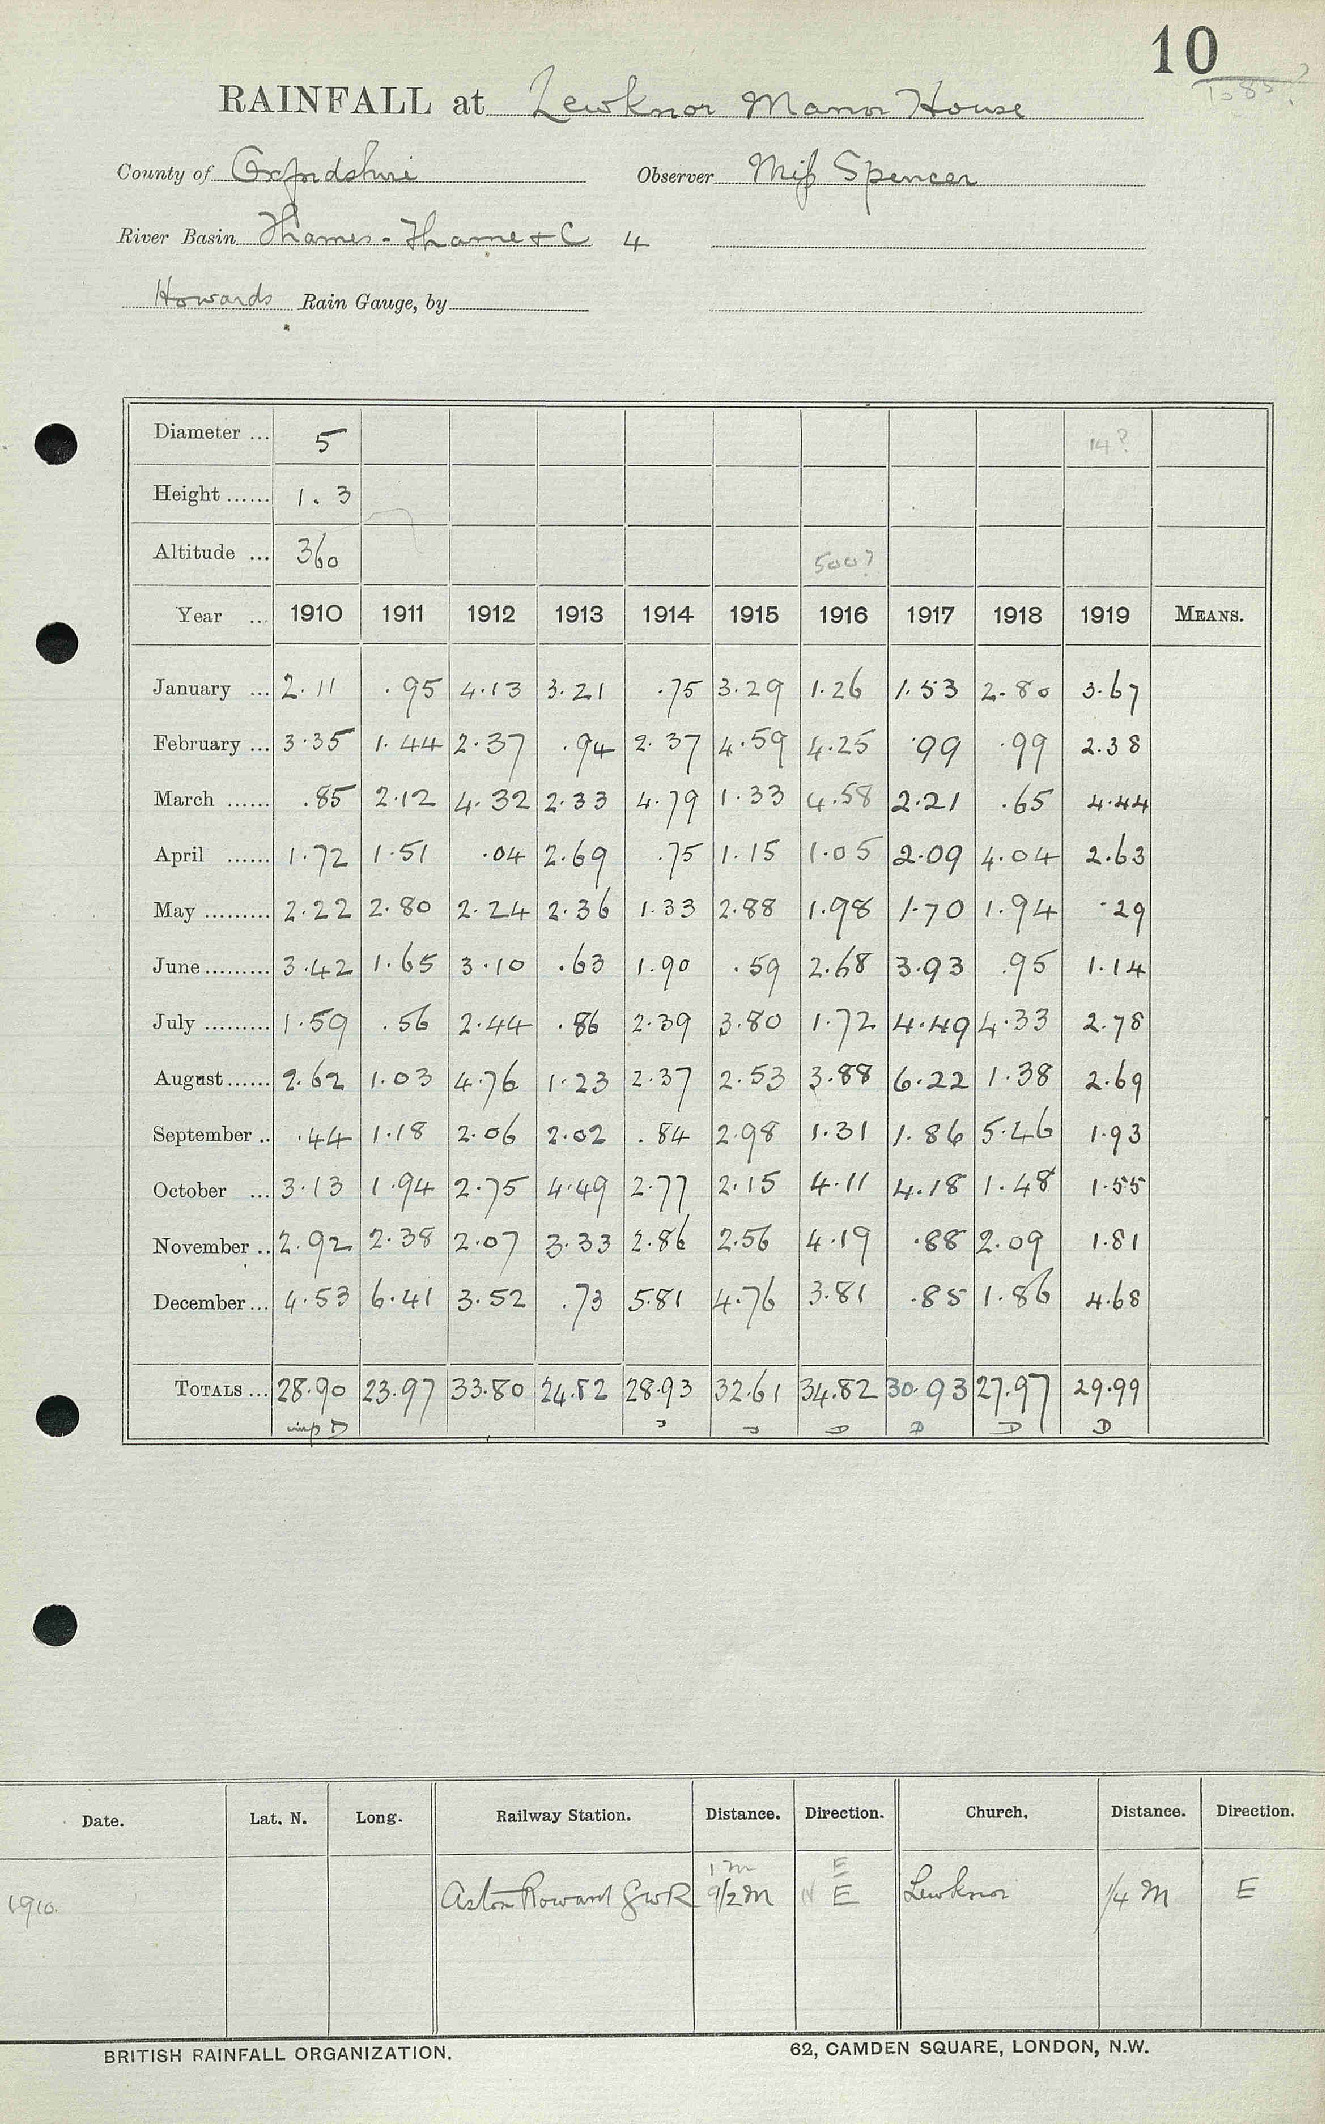 10
RAINFALL at Lewknor Manor House
County of Oxfordshire Observer Miss Spencer
River Basin Thames - Thame + C 4
Howards Rain Gauge, by
Diameter ... 5 14?
Height ...... 1. 3
Altitude ... 360 500?
Year ... 1910 1911 1912 1913 1914 1915 1916 1917 1918 1919 MEANS.
January ... 2.11 .95 4.13 3.21 .75 3.29 1.26 1.53 2.80 3.67
February ... 3.35 1.44 2.37 .94 2.37 4.59 4.25 .99 .99 2.38
March ...... .85 2.12 4.32 2.33 4.79 1.33 4.58 2.21 .65 4.44
April ...... 1.72 1.51 .04 2.69 .75 1.15 1.05 2.09 4.04 2.63
May ......... 2.22 2.80 2.24 2.36 1.33 2.88 1.98 1.70 1.94 .29
June ......... 3.42 1.65 3.10 .63 1.90 .59 2.68 3.93 .95 1.14
July ......... 1.59 .56 2.44 .86 2.39 3.80 1.72 4.49 4.33 2.78
August ...... 2.62 1.03 4.76 1.23 2.37 2.53 3.88 6.22 1.38 2.69
September .. .44 1.18 2.06 2.02 .84 2.98 1.31 1.86 5.46 1.93
October ... 3.13 1.94 2.75 4.49 2.77 2.15 4.11 4.18 1.48 1.55
November .. 2.92 2.38 2.07 3.33 2.86 2.56 4.19 .88 2.09 1.81
December ... 4.53 6.41 3.52 .73 5.81 4.76 3.81 .85 1.86 4.68
TOTALS ... 28.90 23.97 33.80 24.82 28.93 32.61 34.82 30.93 27.97 29.99
imp D D D D D D D
Date. Lat. N. Long. Railway Station. Distance. Direction. Church. Distance. Direction.
1 m E
1910 Aston Rowant GWR 9/2 M E Lewknor 1/4 M E
BRITISH RAINFALL ORGANIZATION. 62, CAMDEN SQUARE, LONDON, N.W.